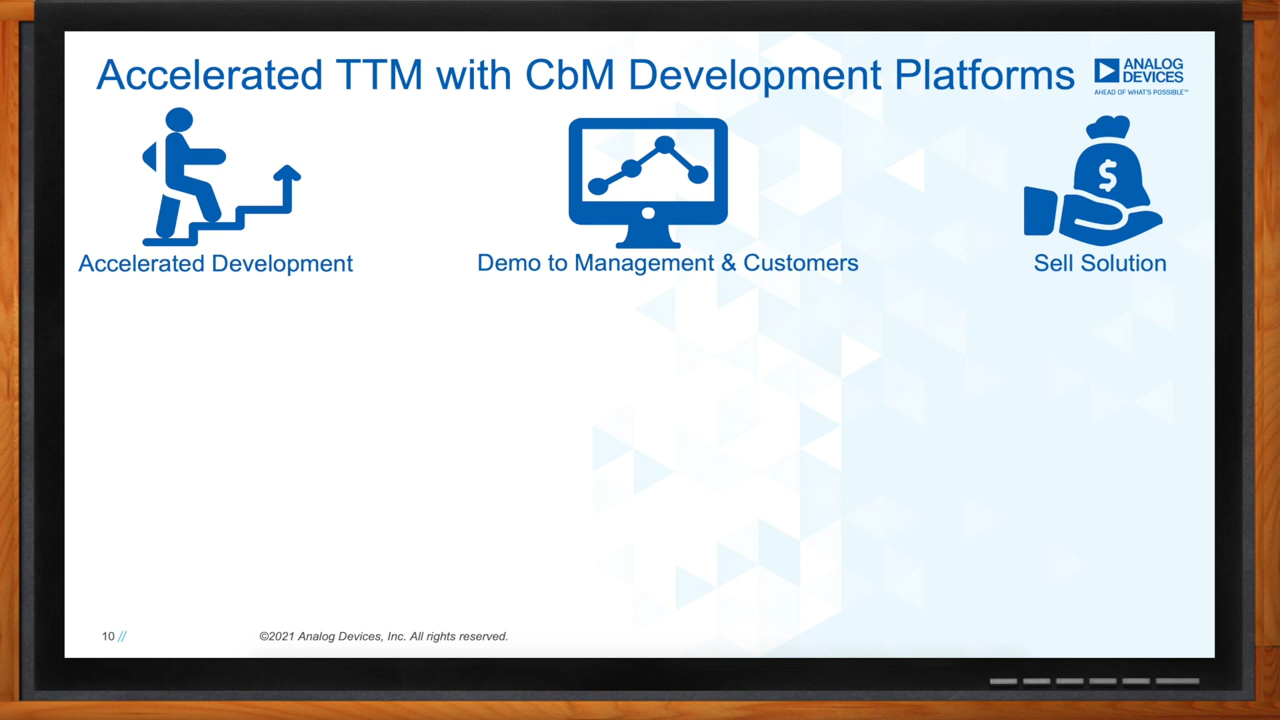 Accelerated TTM with CbM Development Platforms
ANALOG
DEVICES
AHEAD OF WHAT'S POSSIBLE™
$
Accelerated Development
Demo to Management & Customers
Sell Solution
10 //
©2021 Analog Devices, Inc. All rights reserved.